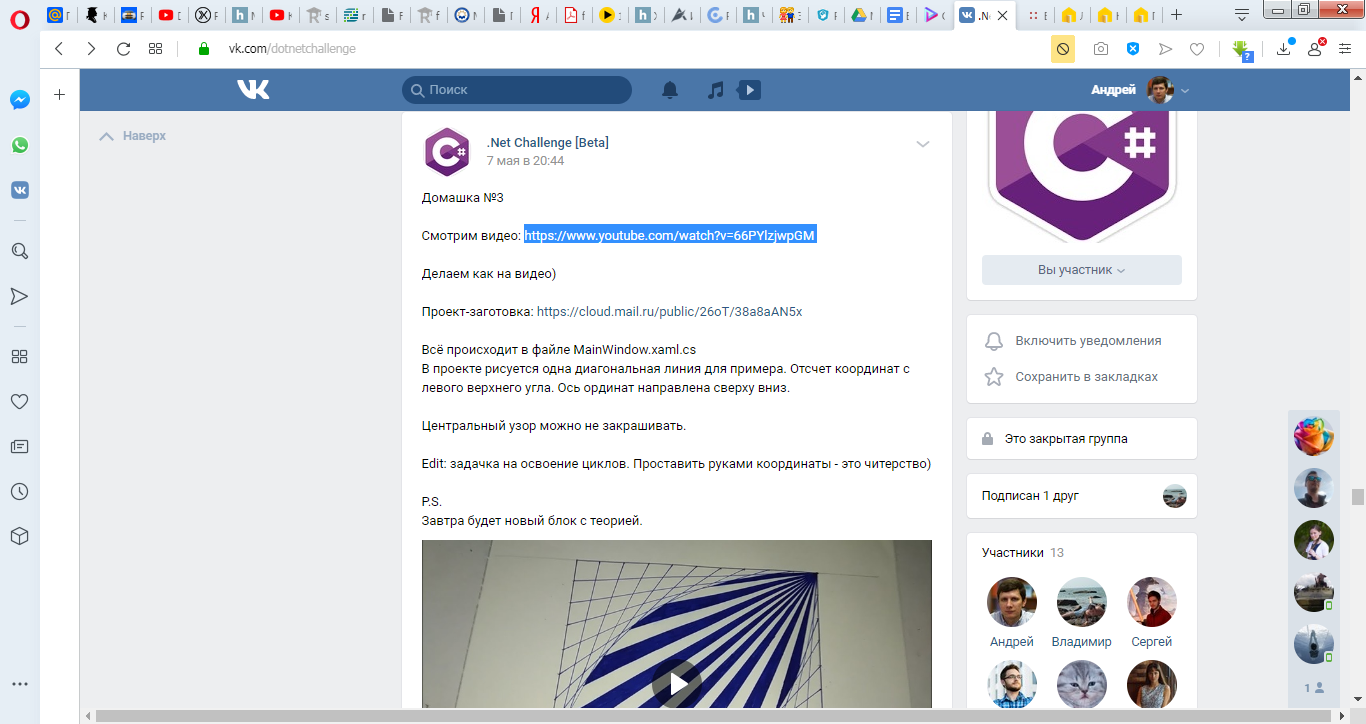 vk.com/dotnetchallenge
Поиск
Андрей
Наверх
.Net Challenge [Beta]
7 мая в 20:44
Домашка №3
Смотрим видео: https://www.youtube.com/watch?v=66PYlzjwpGM
Делаем как на видео)
Проект-заготовка: https://cloud.mail.ru/public/26oT/38a8aAN5x
Всё происходит в файле MainWindow.xaml.cs
В проекте рисуется одна диагональная линия для примера. Отсчет координат с
левого верхнего угла. Ось ординат направлена сверху вниз.
Центральный узор можно не закрашивать.
Edit: задачка на освоение циклов. Проставить руками координаты - это читерство)
P.S.
Завтра будет новый блок с теорией.
C#
Вы участник
Включить уведомления
Сохранить в закладках
Это закрытая группа
Подписан 1 друг
Участники 13
Андрей
Владимир
Сергей
1